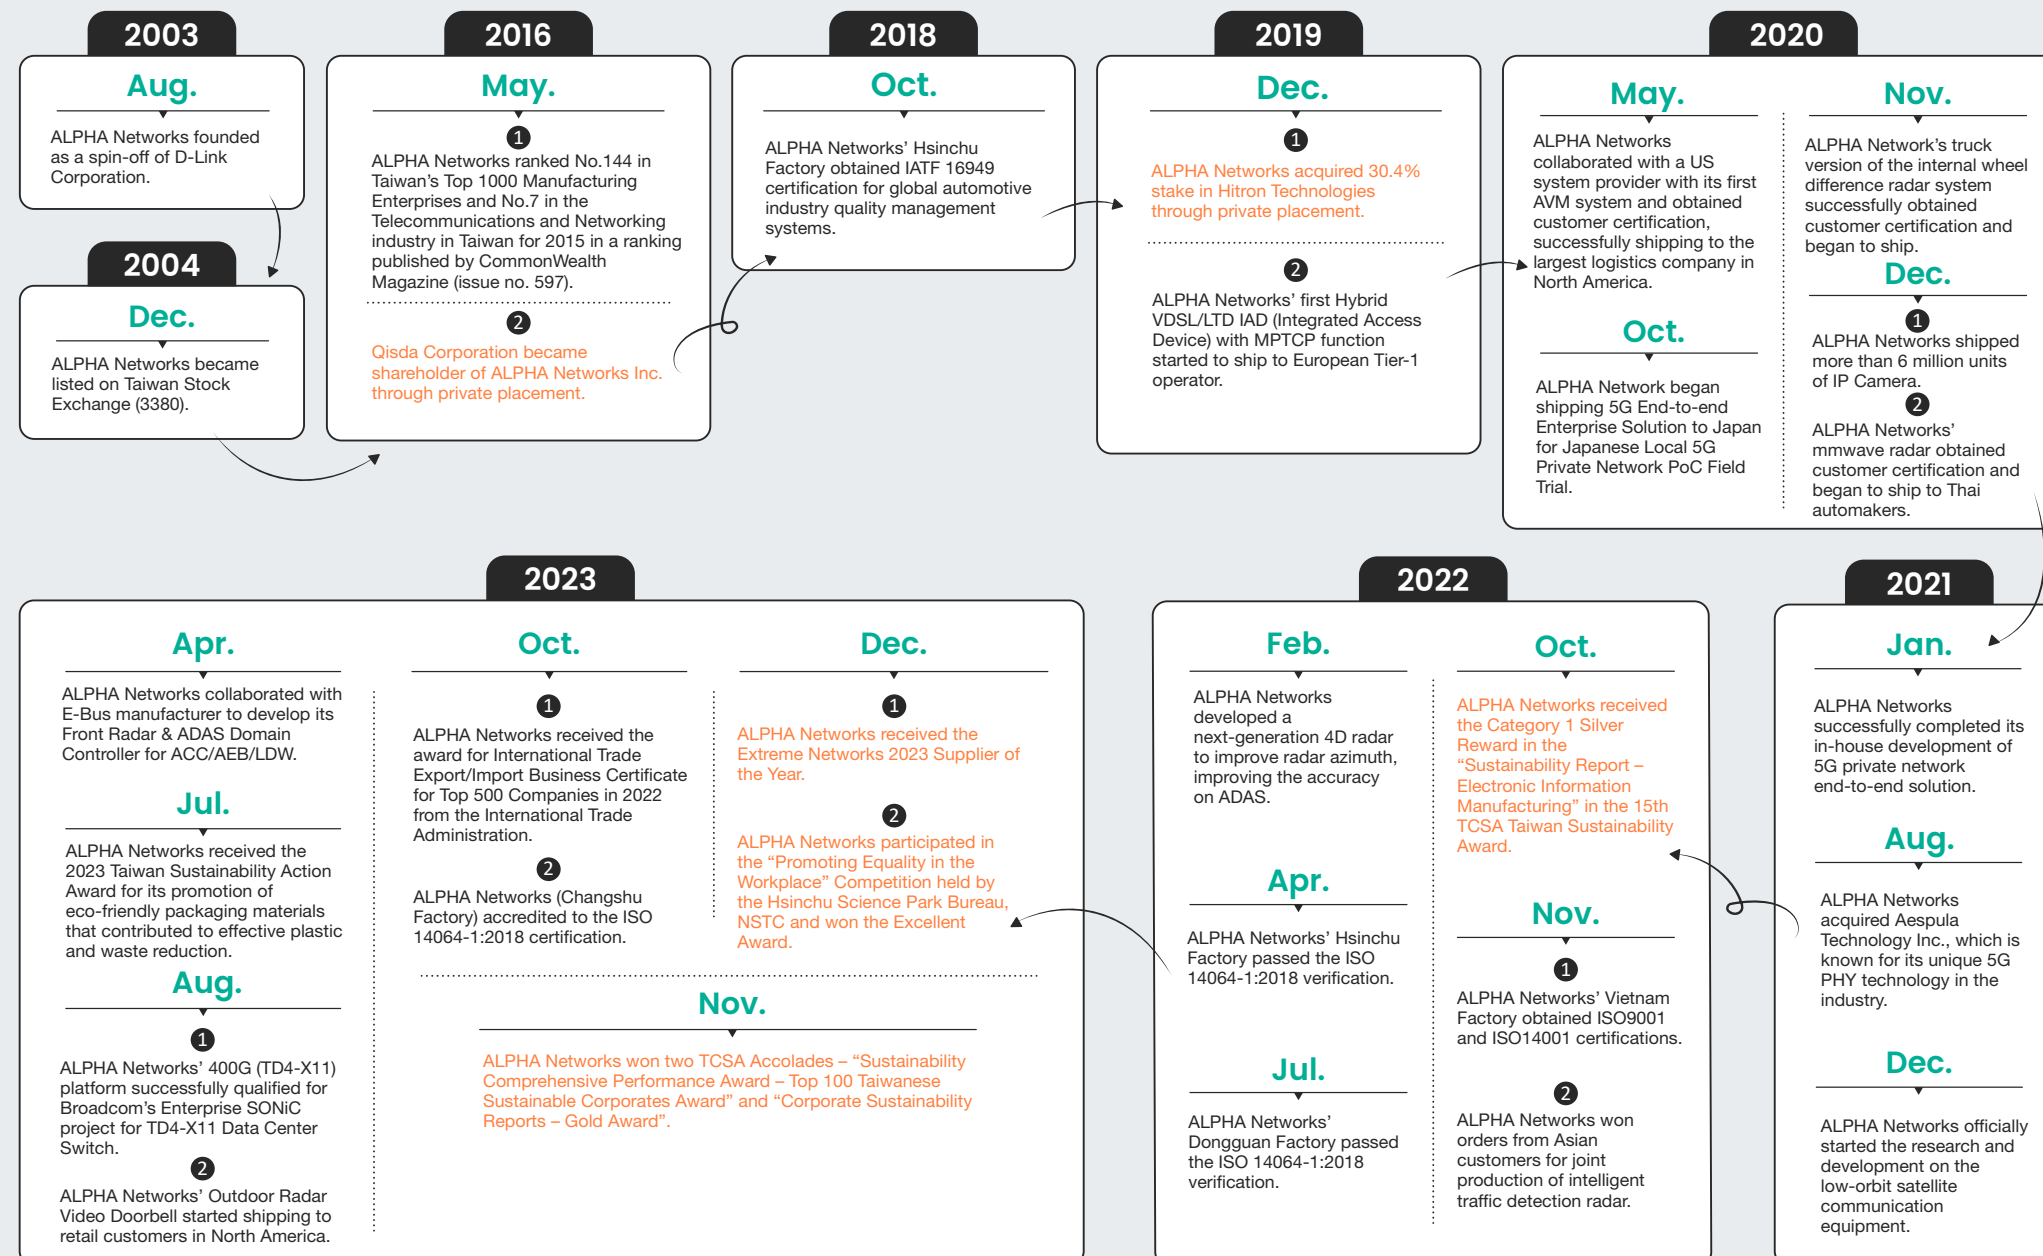 2003
Aug.
ALPHA Networks founded
as a spin-off of D-Link
Corporation.
2004
Dec.
ALPHA Networks became
listed on Taiwan Stock
Exchange (3380).
2016
May.
1
ALPHA Networks ranked No.144 in
Taiwan's Top 1000 Manufacturing
Enterprises and No.7 in the
Telecommunications and Networking
industry in Taiwan for 2015 in a ranking
published by CommonWealth
Magazine (issue no. 597).
2
Qisda Corporation became
shareholder of ALPHA Networks Inc.
through private placement.
2018
Oct.
ALPHA Networks' Hsinchu
Factory obtained IATF 16949
certification for global automotive
industry quality management
systems.
2019
Dec.
1
ALPHA Networks acquired 30.4%
stake in Hitron Technologies
through private placement.
2
ALPHA Networks' first Hybrid
VDSL/LTD IAD (Integrated Access
Device) with MPTCP function
started to ship to European Tier-1
operator.
2020
May.
ALPHA Networks
collaborated with a US
system provider with its first
AVM system and obtained
customer certification,
successfully shipping to the
largest logistics company in
North America.
Oct.
ALPHA Network began
shipping 5G End-to-end
Enterprise Solution to Japan
for Japanese Local 5G
Private Network PoC Field
Trial.
Nov.
ALPHA Network's truck
version of the internal wheel
difference radar system
successfully obtained
customer certification and
began to ship.
Dec.
1
ALPHA Networks shipped
more than 6 million units
of IP Camera.
2
ALPHA Networks'
mmwave radar obtained
customer certification and
began to ship to Thai
automakers.
2021
Jan.
ALPHA Networks
successfully completed its
in-house development of
5G private network
end-to-end solution.
Aug.
ALPHA Networks
acquired Aespula
Technology Inc., which is
known for its unique 5G
PHY technology in the
industry.
Dec.
ALPHA Networks officially
started the research and
development on the
low-orbit satellite
communication
equipment.
2022
Feb.
ALPHA Networks
developed a
next-generation 4D radar
to improve radar azimuth,
improving the accuracy
on ADAS.
Apr.
ALPHA Networks' Hsinchu
Factory passed the ISO
14064-1:2018 verification.
Jul.
ALPHA Networks'
Dongguan Factory passed
the ISO 14064-1:2018
verification.
Oct.
ALPHA Networks received
the Category 1 Silver
Reward in the
“Sustainability Report –
Electronic Information
Manufacturing” in the 15th
TCSA Taiwan Sustainability
Award.
Nov.
1
ALPHA Networks' Vietnam
Factory obtained ISO9001
and ISO14001 certifications.
2
ALPHA Networks won
orders from Asian
customers for joint
production of intelligent
traffic detection radar.
2023
Apr.
ALPHA Networks collaborated with
E-Bus manufacturer to develop its
Front Radar & ADAS Domain
Controller for ACC/AEB/LDW.
Jul.
ALPHA Networks received the
2023 Taiwan Sustainability Action
Award for its promotion of
eco-friendly packaging materials
that contributed to effective plastic
and waste reduction.
Aug.
1
ALPHA Networks' 400G (TD4-X11)
platform successfully qualified for
Broadcom's Enterprise SONiC
project for TD4-X11 Data Center
Switch.
2
ALPHA Networks' Outdoor Radar
Video Doorbell started shipping to
retail customers in North America.
Oct.
1
ALPHA Networks received the
award for International Trade
Export/Import Business Certificate
for Top 500 Companies in 2022
from the International Trade
Administration.
2
ALPHA Networks (Changshu
Factory) accredited to the ISO
14064-1:2018 certification.
Dec.
1
ALPHA Networks received the
Extreme Networks 2023 Supplier of
the Year.
2
ALPHA Networks participated in
the “Promoting Equality in the
Workplace” Competition held by
the Hsinchu Science Park Bureau,
NSTC and won the Excellent
Award.
Nov.
ALPHA Networks won two TCSA Accolades – “Sustainability
Comprehensive Performance Award – Top 100 Taiwanese
Sustainable Corporates Award” and “Corporate Sustainability
Reports – Gold Award”.